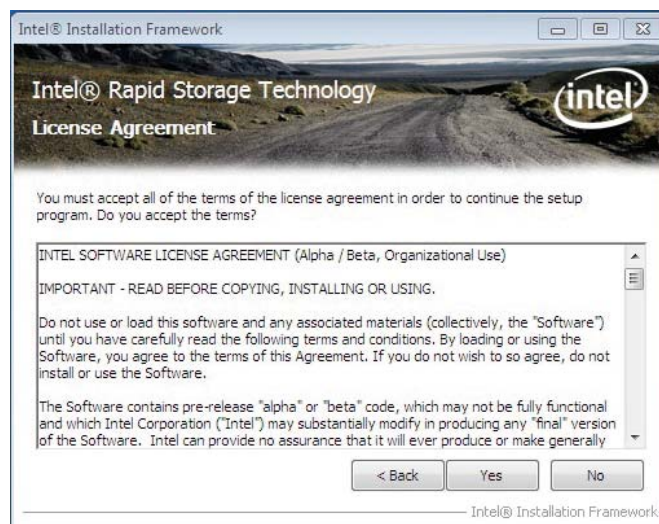 Intel® Installation Framework
Intel® Rapid Storage Technology
intel
License Agreement
You must accept all of the terms of the license agreement in order to continue the setup
program. Do you accept the terms?
INTEL SOFTWARE LICENSE AGREEMENT (Alpha / Beta, Organizational Use)
IMPORTANT - READ BEFORE COPYING, INSTALLING OR USING.
Do not use or load this software and any associated materials (collectively, the "Software")
until you have carefully read the following terms and conditions. By loading or using the
Software, you agree to the terms of this Agreement. If you do not wish to so agree, do not
install or use the Software.
The Software contains pre-release "alpha" or "beta" code, which may not be fully functional
and which Intel Corporation ("Intel") may substantially modify in producing any "final" version
of the Software. Intel can provide no assurance that it will ever produce or make generally
< Back Yes No
Intel® Installation Framework